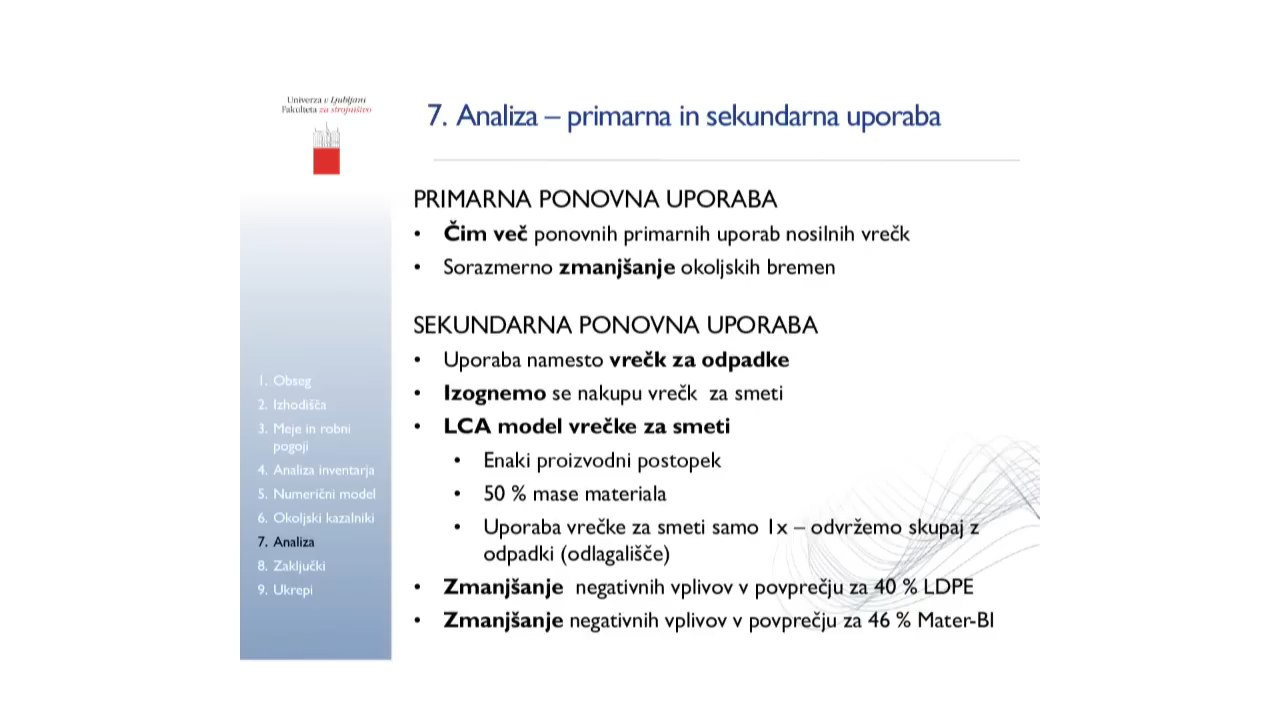 Univerza v Ljubljani
Fakulteta za strojništvo
7. Analiza – primarna in sekundarna uporaba
PRIMARNA PONOVNA UPORABA
• Čim več ponovnih primarnih uporab nosilnih vrečk
• Sorazmerno zmanjšanje okoljskih bremen
SEKUNDARNA PONOVNA UPORABA
• Uporaba namesto vrečk za odpadke
• Izognemo se nakupu vrečk za smeti
• LCA model vrečke za smeti
• Enaki proizvodni postopek
• 50 % mase materiala
• Uporaba vrečke za smeti samo 1x – odvržemo skupaj z
odpadki (odlagališče)
• Zmanjšanje negativnih vplivov v povprečju za 40 % LDPE
• Zmanjšanje negativnih vplivov v povprečju za 46 % Mater-BI
1. Obseg
2. Izhodišča
3. Meje in robni
pogoji
4. Analiza inventarja
5. Numerični model
6. Okoljski kazalniki
7. Analiza
8. Zaključki
9. Ukrepi